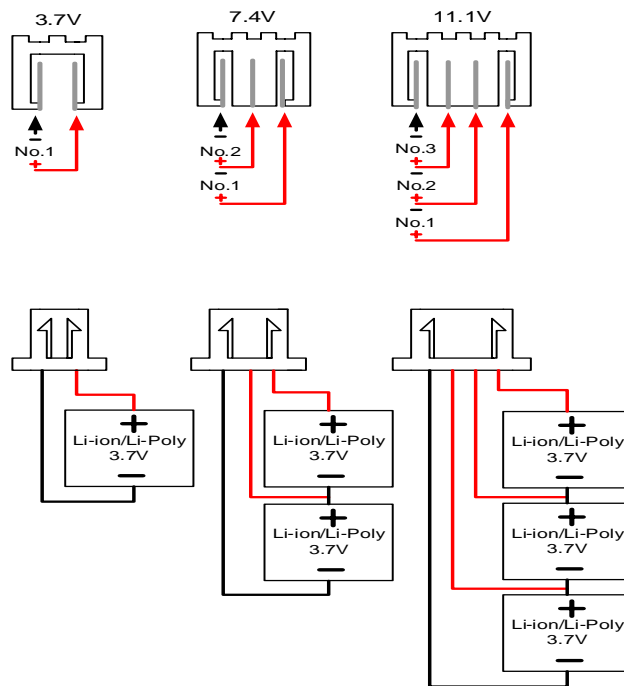 3.7V
7.4V
11.1V
−
No.1
+
−
No.2
+
−
No.1
+
−
No.3
+
−
No.2
+
−
No.1
+
+
Li-ion/Li-Poly
3.7V
−
+
Li-ion/Li-Poly
3.7V
−
+
Li-ion/Li-Poly
3.7V
−
+
Li-ion/Li-Poly
3.7V
−
+
Li-ion/Li-Poly
3.7V
−
+
Li-ion/Li-Poly
3.7V
−